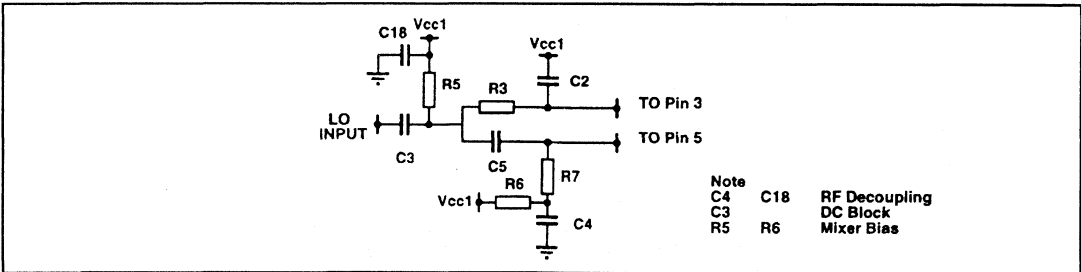 Vcc1
C18
Vcc1
R5
R3
C2
TO Pin 3
LO
INPUT
TO Pin 5
C3
C5
R7
R6
Vcc1
C4
Note
C4 C18 RF Decoupling
C3 DC Block
R5 R6 Mixer Bias